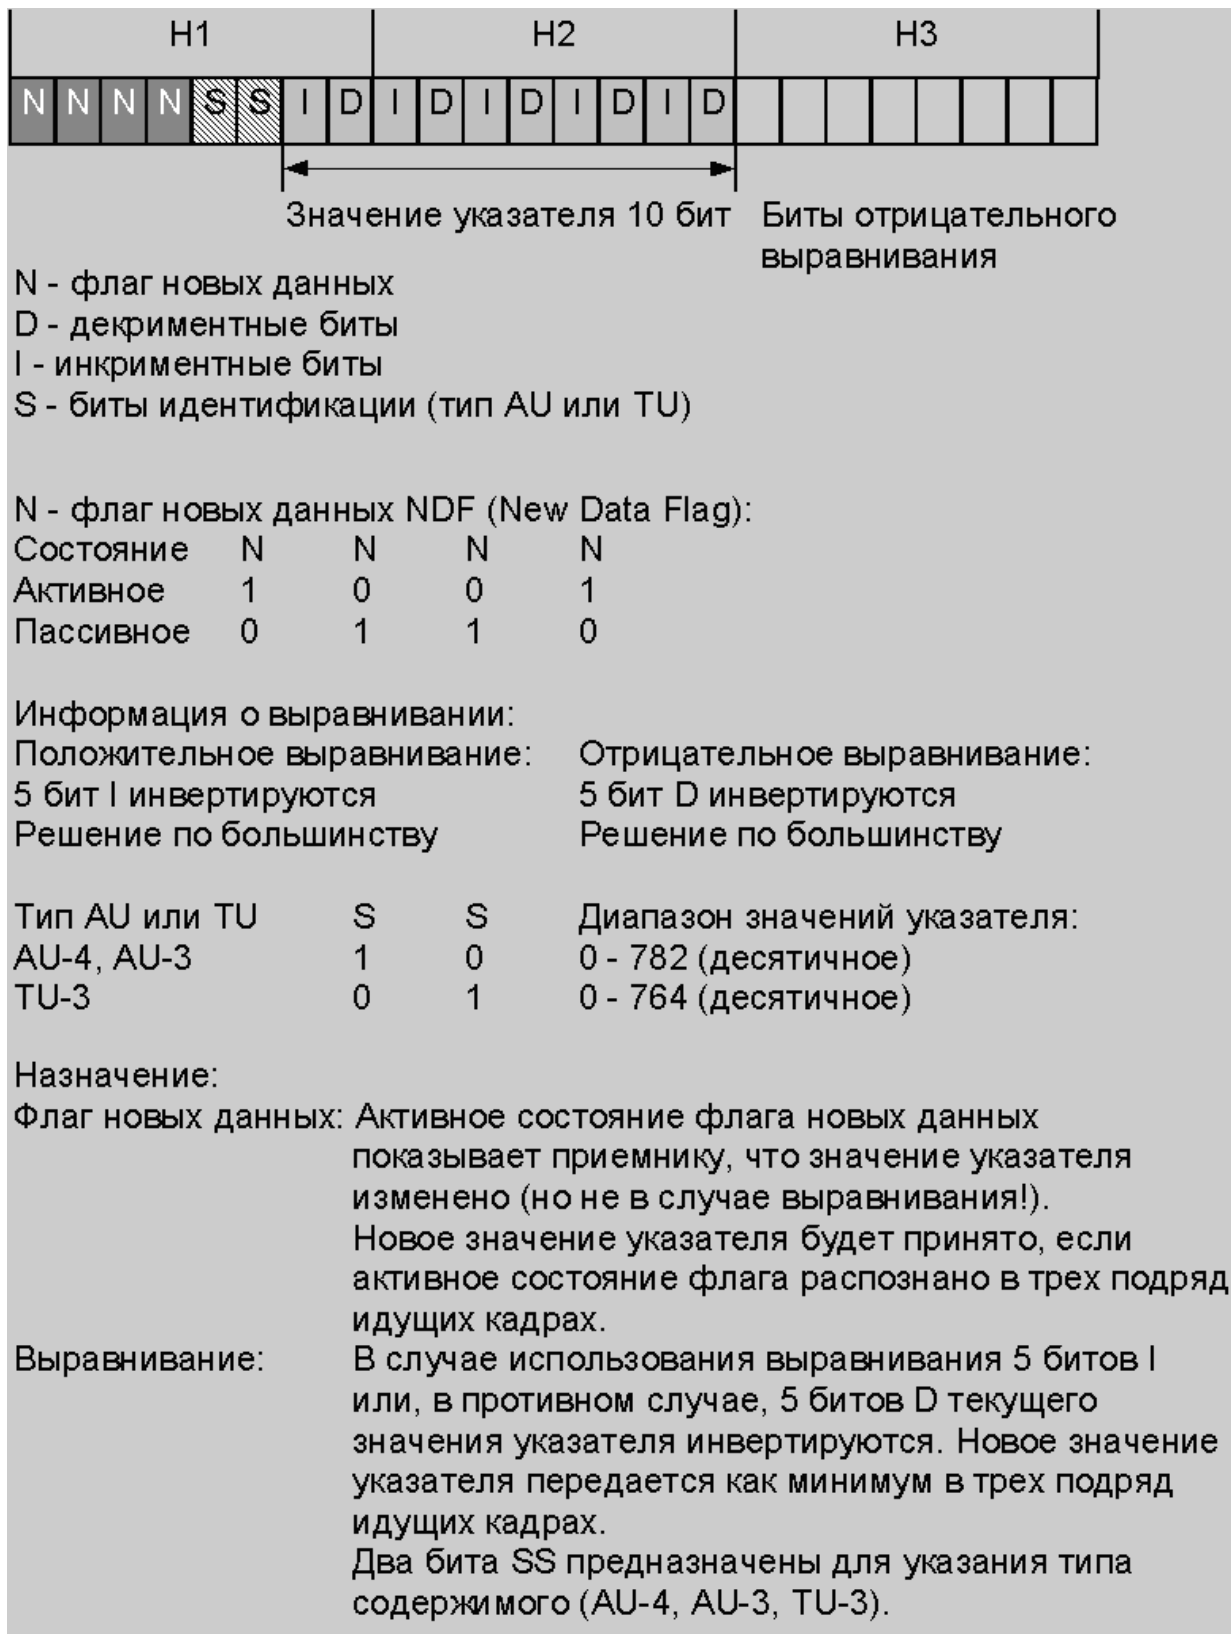 H1 H2 H3
N N N N S S I D I D I D I D I D
Значение указателя 10 бит Биты отрицательного
выравнивания
N - флаг новых данных
D - декриментные биты
I - инкриментные биты
S - биты идентификации (тип AU или TU)
N - флаг новых данных NDF (New Data Flag):
Состояние N N N N
Активное 1 0 0 1
Пассивное 0 1 1 0
Информация о выравнивании:
Положительное выравнивание: Отрицательное выравнивание:
5 бит I инвертируются 5 бит D инвертируются
Решение по большинству Решение по большинству
Тип AU или TU S S Диапазон значений указателя:
AU-4, AU-3 1 0 0 - 782 (десятичное)
TU-3 0 1 0 - 764 (десятичное)
Назначение:
Флаг новых данных: Активное состояние флага новых данных
показывает приемнику, что значение указателя
изменено (но не в случае выравнивания!).
Новое значение указателя будет принято, если
активное состояние флага распознано в трех подряд
идущих кадрах.
Выравнивание: В случае использования выравнивания 5 битов I
или, в противном случае, 5 битов D текущего
значения указателя инвертируются. Новое значение
указателя передается как минимум в трех подряд
идущих кадрах.
Два бита SS предназначены для указания типа
содержимого (AU-4, AU-3, TU-3).